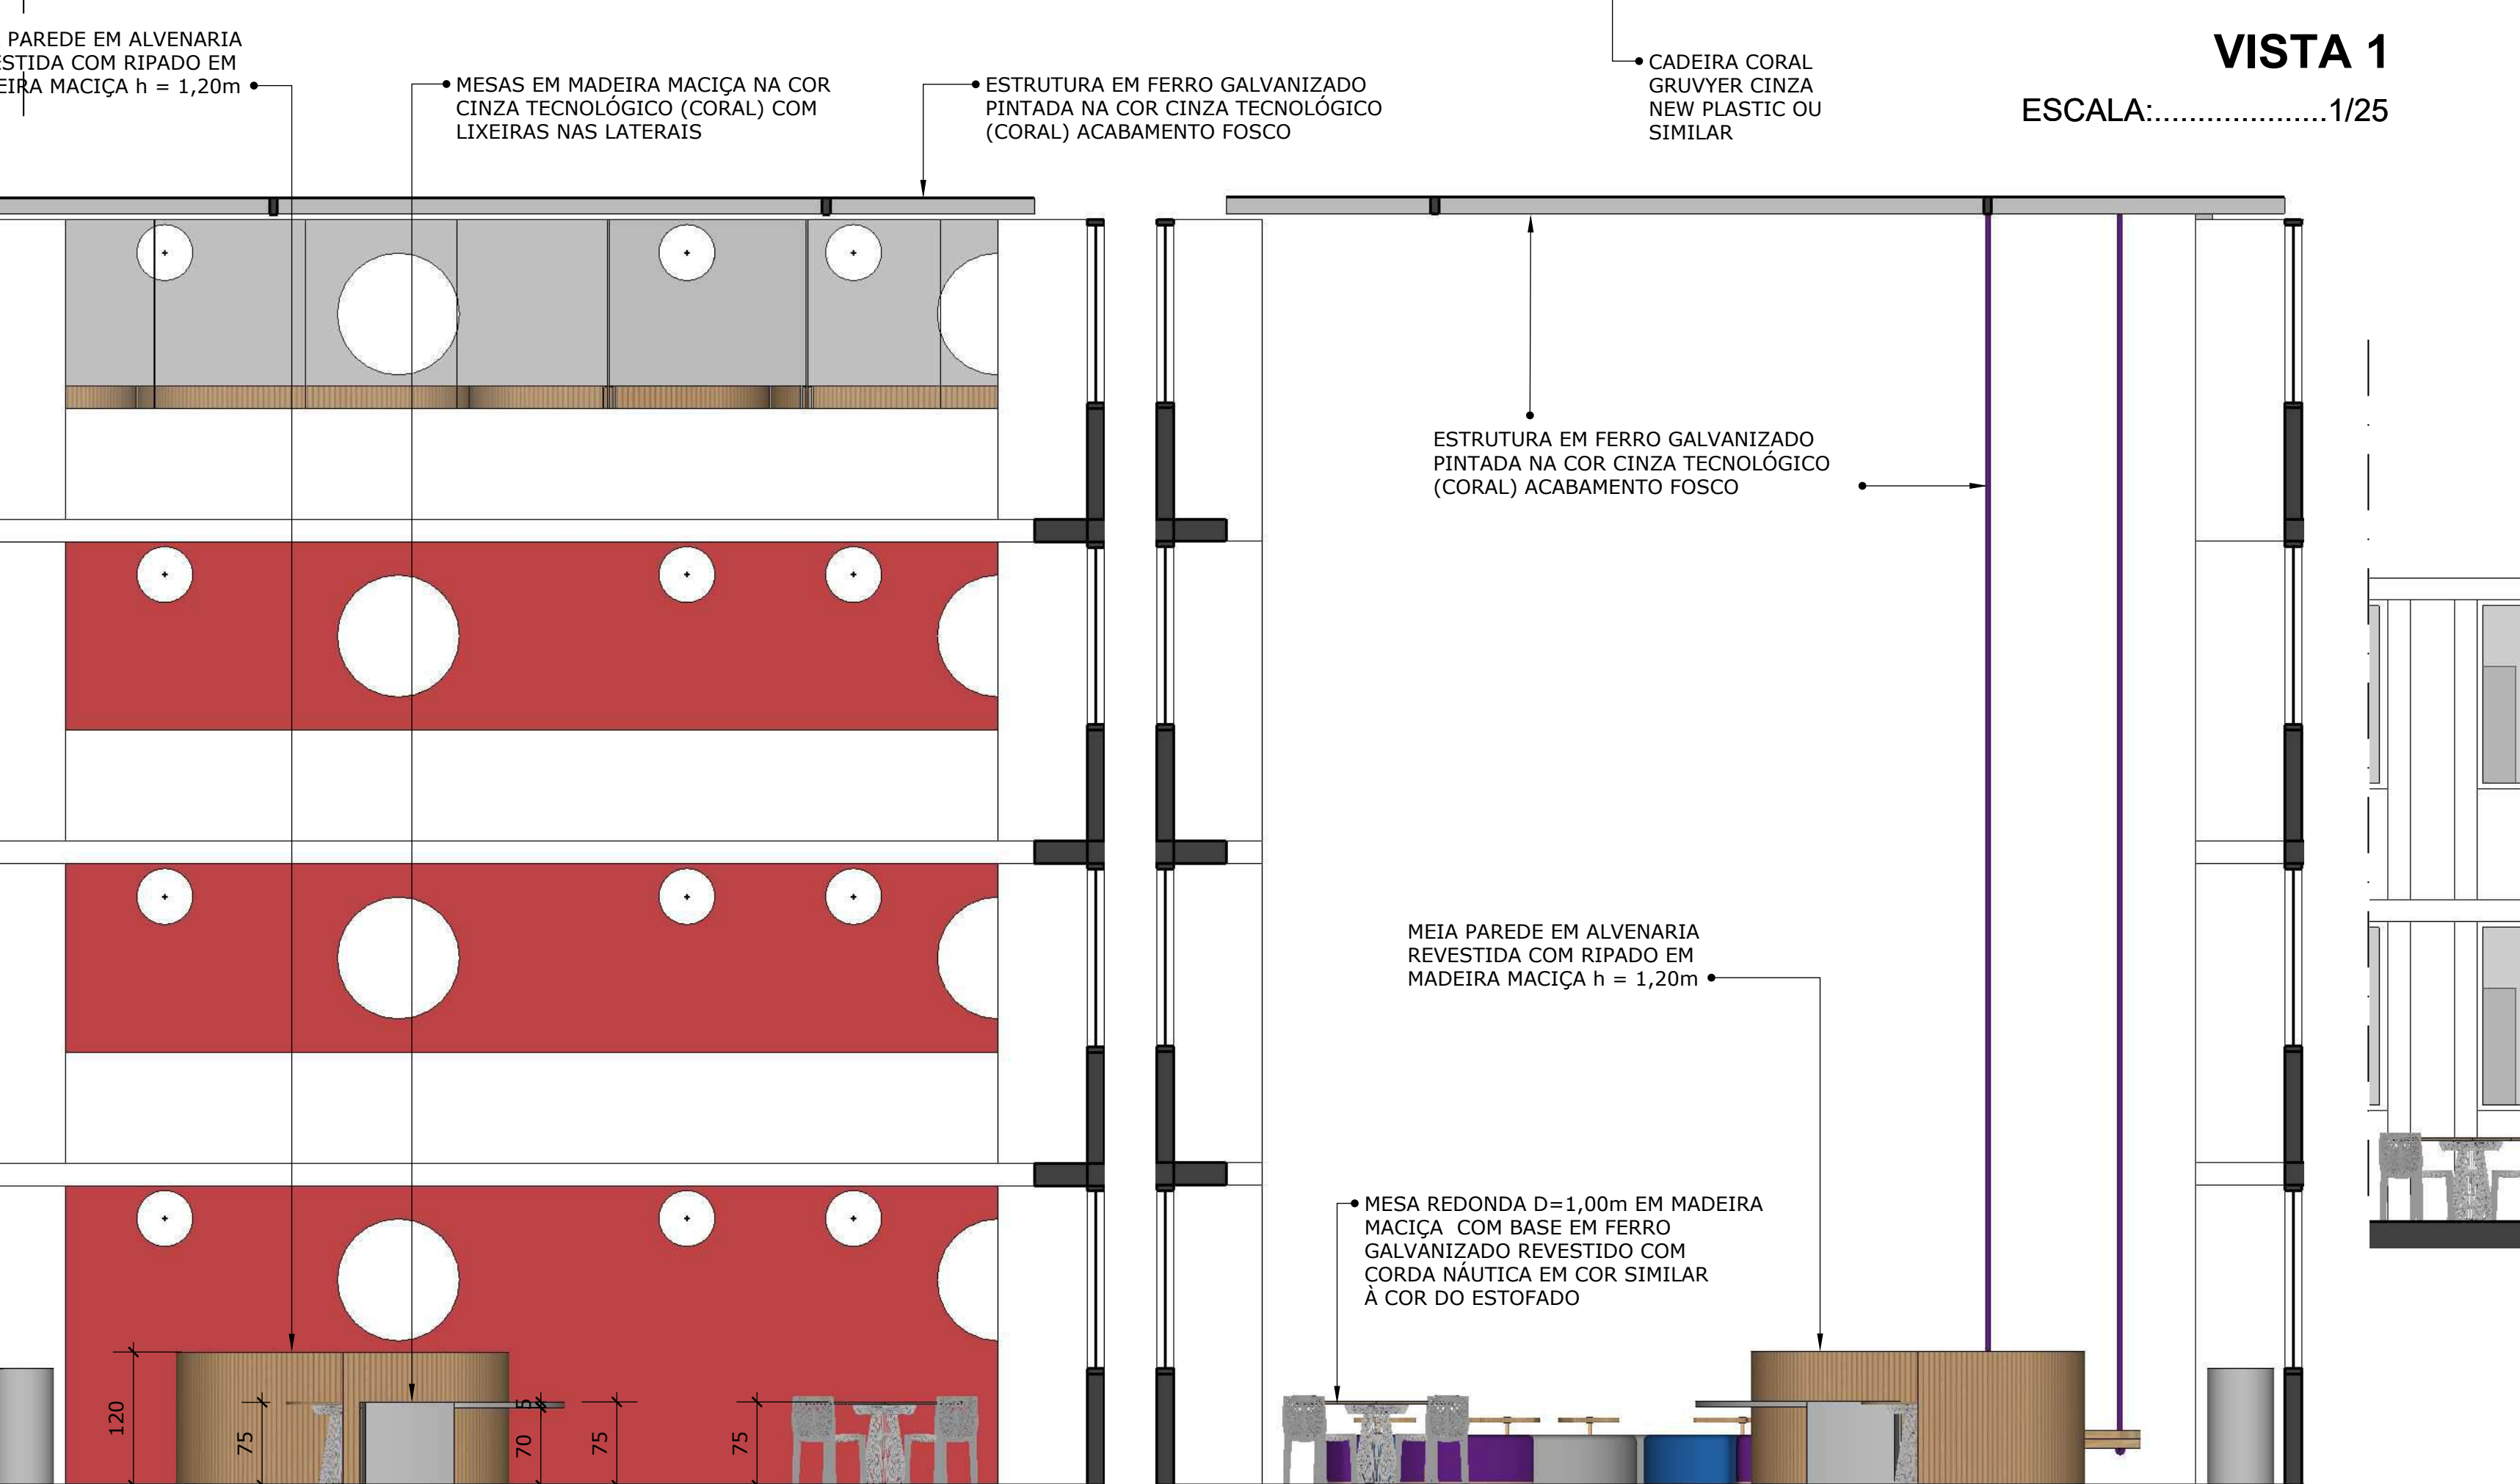 PAREDE EM ALVENARIA
COM RIPADO EM
MACIÇA h = 1,20m
MESAS EM MADEIRA MACIÇA NA COR
CINZA TECNOLÓGICO (CORAL) COM
LIXEIRAS NAS LATERAIS
ESTRUTURA EM FERRO GALVANIZADO
PINTADA NA COR CINZA TECNOLÓGICO
(CORAL) ACABAMENTO FOSCO
CADEIRA CORAL
GRUVYER CINZA
NEW PLASTIC OU
SIMILAR
VISTA 1
ESCALA:....................1/25
ESTRUTURA EM FERRO GALVANIZADO
PINTADA NA COR CINZA TECNOLÓGICO
(CORAL) ACABAMENTO FOSCO
MEIA PAREDE EM ALVENARIA
REVESTIDA COM RIPADO EM
MADEIRA MACIÇA h = 1,20m
MESA REDONDA D=1,00m EM MADEIRA
MACIÇA COM BASE EM FERRO
GALVANIZADO REVESTIDO COM
CORDA NÁUTICA EM COR SIMILAR
À COR DO ESTOFADO
120
75
5
70
75
75